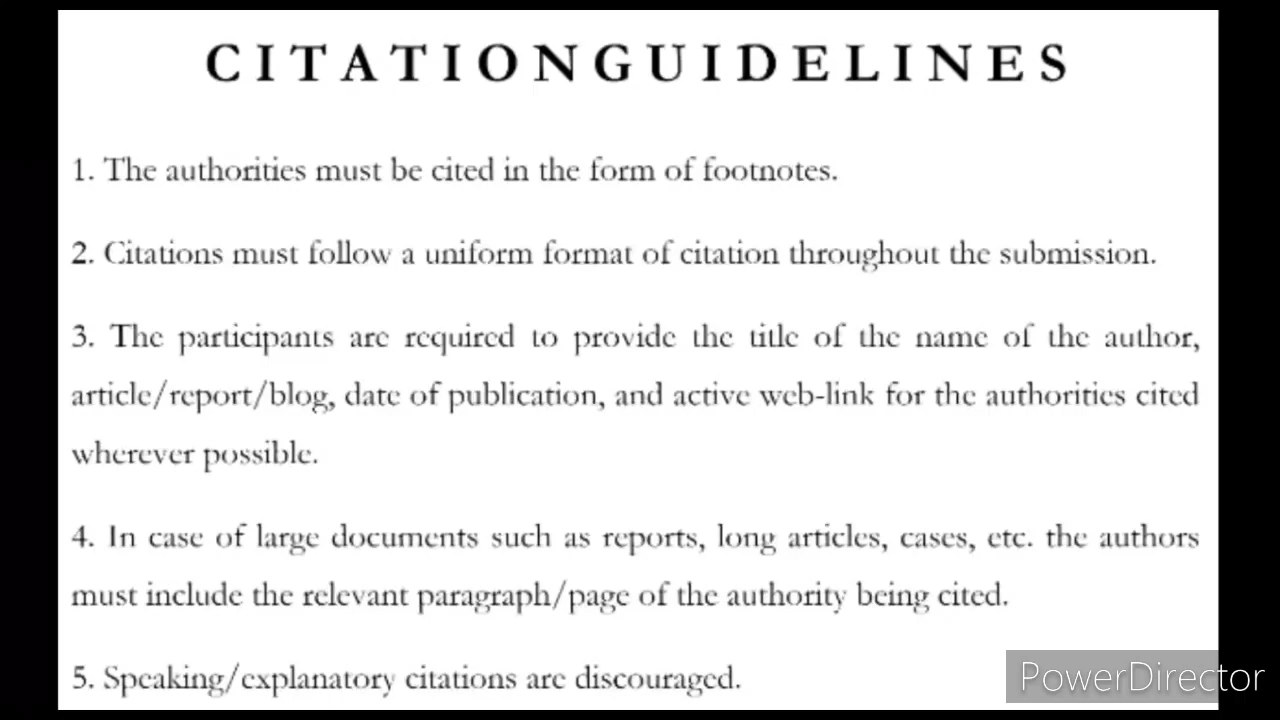 CITATIONGUIDELINES
1. The authorities must be cited in the form of footnotes.
2. Citations must follow a uniform format of citation throughout the submission.
3. The participants are required to provide the title of the name of the author,
article/report/blog, date of publication, and active web-link for the authorities cited
wherever possible.
4. In case of large documents such as reports, long articles, cases, etc. the authors
must include the relevant paragraph/page of the authority being cited.
5. Speaking/explanatory citations are discouraged.
PowerDirector